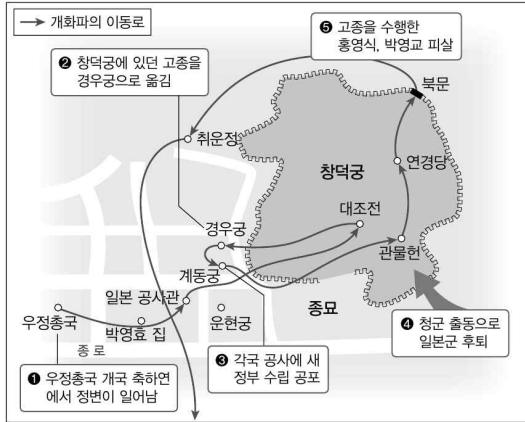 → 개화파의 이동로
❺ 고종을 수행한
홍영식, 박영교 피살
❷ 창덕궁에 있던 고종을
경우궁으로 옮김
북문
취운정
연경당
창덕궁
대조전
경우궁
관물헌
계동궁
일본 공사관
종묘
우정총국
박영효 집
운현궁
종로
❹ 청군 출동으로
일본군 후퇴
❸ 각국 공사에 새
정부 수립 공포
❶ 우정총국 개국 축하연
에서 정변이 일어남